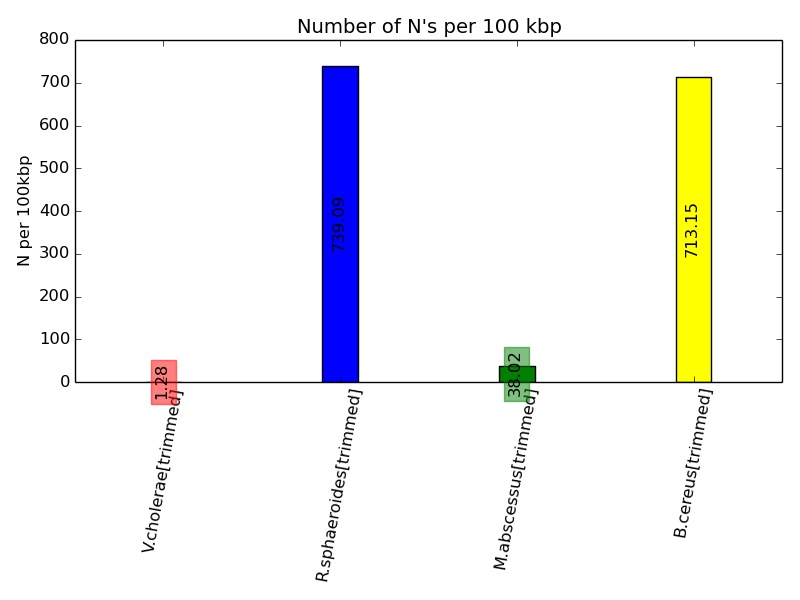 Number of N's per 100 kbp
N per 100kbp
800
700
600
500
400
300
200
100
0
1.28
739.09
38.02
713.15
V.cholerae[trimmed]
R.sphaeroides[trimmed]
M.abscessus[trimmed]
B.cereus[trimmed]